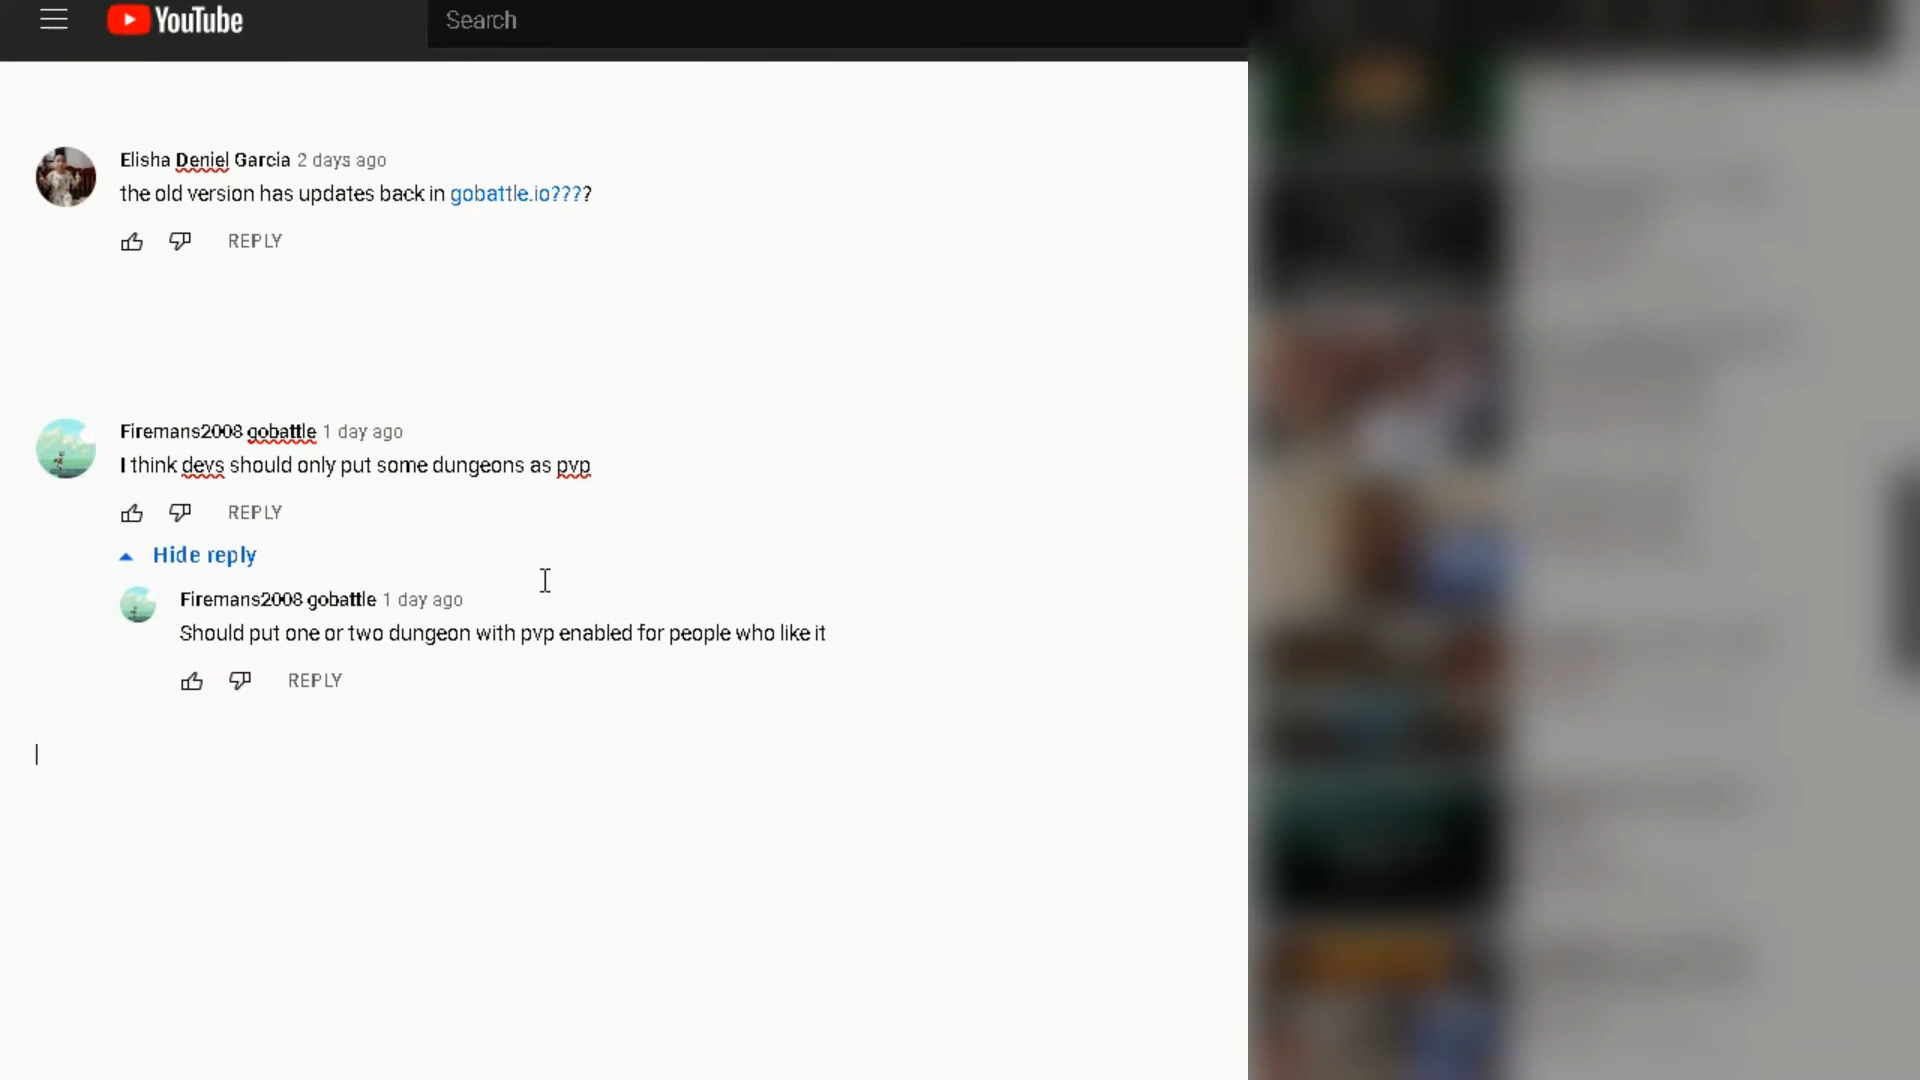 YouTube
Search
Elisha Deniel Garcia 2 days ago
the old version has updates back in gobattle.io????
REPLY
Firemans2008 gobattle 1 day ago
I think devs should only put some dungeons as pvp
REPLY
Hide reply
Firemans2008 gobattle 1 day ago
Should put one or two dungeon with pvp enabled for people who like it
REPLY